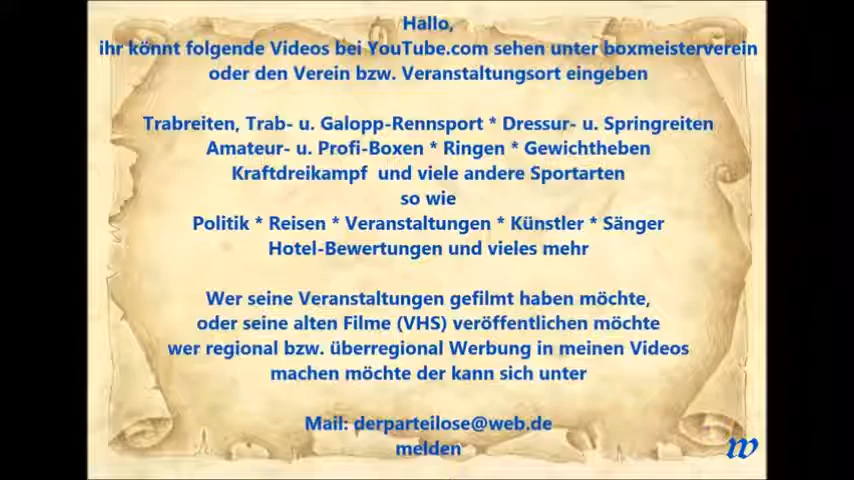 Hallo,
ihr könnt folgende Videos bei YouTube.com sehen unter boxmeisterverein
oder den Verein bzw. Veranstaltungsort eingeben
Trabreiten, Trab- u. Galopp-Rennsport * Dressur- u. Springreiten
Amateur- u. Profi-Boxen * Ringen * Gewichtheben
Kraftdreikampf und viele andere Sportarten
so wie
Politik * Reisen * Veranstaltungen * Künstler * Sänger
Hotel-Bewertungen und vieles mehr
Wer seine Veranstaltungen gefilmt haben möchte,
oder seine alten Filme (VHS) veröffentlichen möchte
wer regional bzw. überregional Werbung in meinen Videos
machen möchte der kann sich unter
Mail: derparteilose@web.de
melden
w